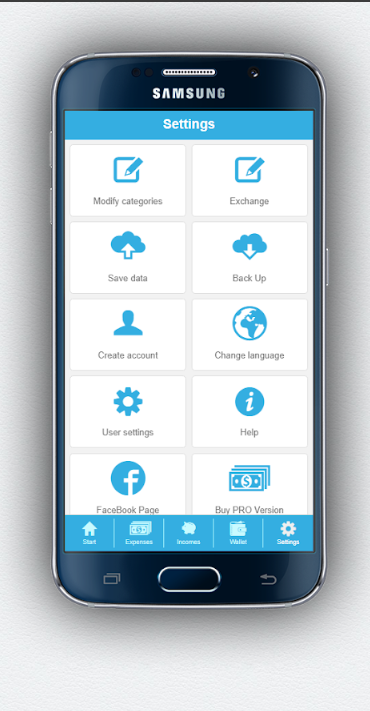 SAMSUNG
Settings
Modify categories
Exchange
Save data
Back Up
Create account
Change language
User settings
Help
FaceBook Page
Buy PRO Version
Start
Expenses
Incomes
Wallet
Settings